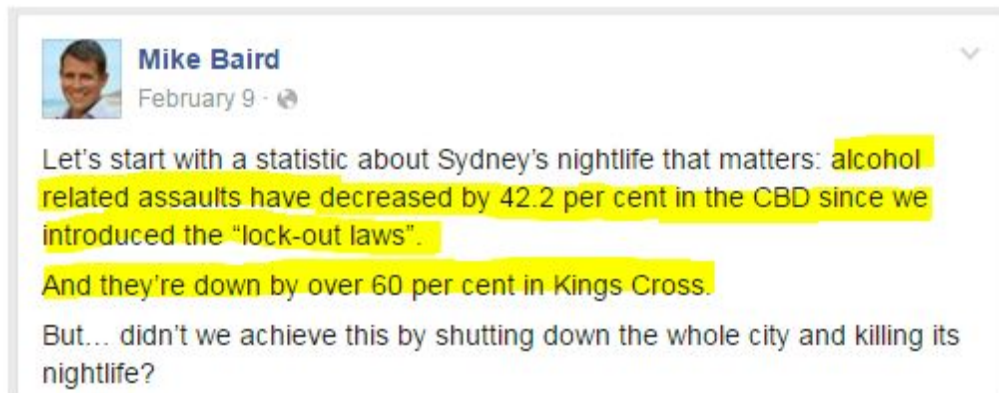 Mike Baird
February 9 ·
Let's start with a statistic about Sydney's nightlife that matters: alcohol
related assaults have decreased by 42.2 per cent in the CBD since we
introduced the “lock-out laws”.
And they're down by over 60 per cent in Kings Cross.
But... didn't we achieve this by shutting down the whole city and killing its
nightlife?